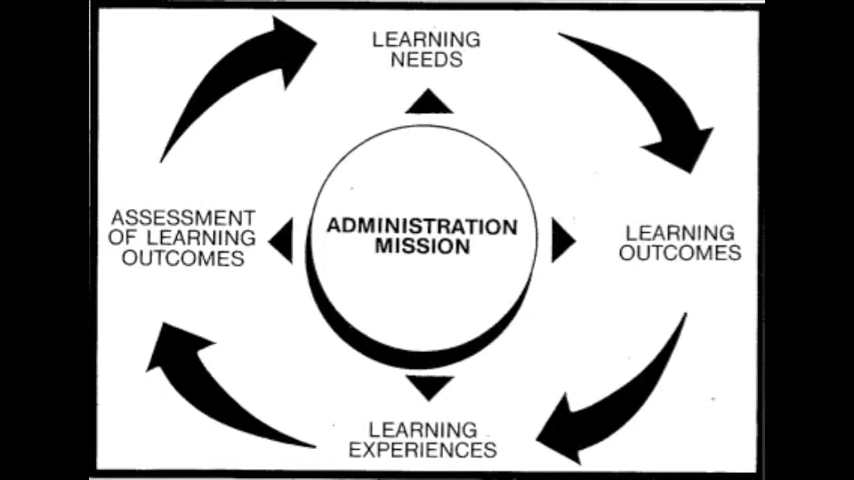 LEARNING
NEEDS
ASSESSMENT
OF LEARNING
OUTCOMES
ADMINISTRATION
MISSION
LEARNING
OUTCOMES
LEARNING
EXPERIENCES